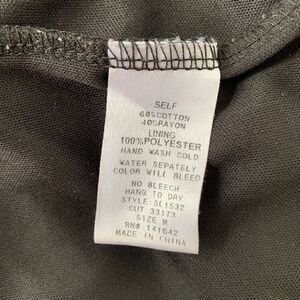 SELF
60%COTTON
40%RAYON
LINING
100%POLYESTER
HAND WASH COLD
WATER SEPATELY
COLOR WILL BLEED
NO BLEECH
HANG TO DRY
STYLE SL1532
CUT 33173
SIZE M
RN# 141642
MADE IN CHINA